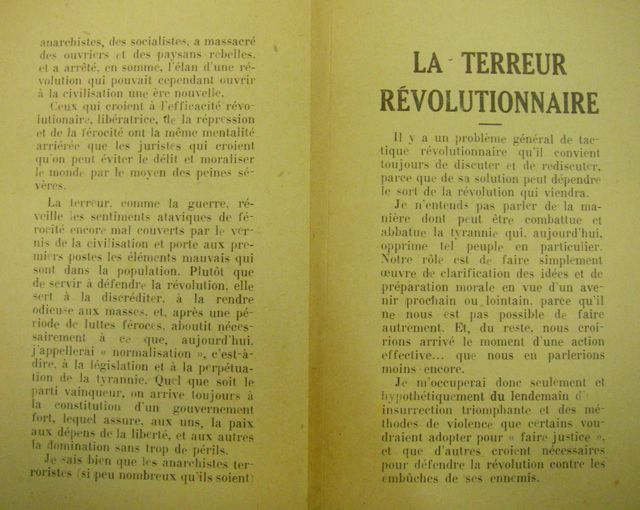 anarchistes, des socialistes, a massacré
des ouvriers et des paysans rebelles,
et a arrêté, en somme, l'élan d'une ré-
volution qui pouvait cependant ouvrir
à la civilisation une ère nouvelle.
Ceux qui croient à l'efficacité révo-
lutionaire, libératrice, de la répression
et de la férocité ont la même mentalité
arriérée que les juristes qui croient
qu'on peut éviter le délit et moraliser
le monde par le moyen des peines sé-
vères.
La terreur, comme la guerre, ré-
veille les sentiments ataviques de fé-
rocité encore mal couverts par le ver-
nis de la civilisation et porte aux pre-
miers postes les éléments mauvais qui
sont dans la population. Plutôt que
de servir à défendre la révolution, elle
sert à la discréditer, à la rendre
odieuse aux masses, et, après une pé-
riode de luttes féroces, aboutit néces-
sairement à ce que, aujourd'hui,
j'appellerai « normalisation », c'est-à-
dire, à la législation et à la perpétua-
tion de la tyrannie. Quel que soit le
parti vainqueur, on arrive toujours à
la constitution d'un gouvernement
fort, lequel assure, aux uns, la paix
aux dépens de la liberté, et aux autres
la domination sans trop de périls.
Je sais bien que les anarchistes ter-
roristes (si peu nombreux qu'ils soient)
LA TERREUR
RÉVOLUTIONNAIRE
Il y a un problème général de tac-
tique révolutionnaire qu'il convient
toujours de discuter et de rediscuter,
parce que de sa solution peut dépendre
le sort de la révolution qui viendra.
Je n'entends pas parler de la ma-
nière dont peut être combattue et
abbatue la tyrannie qui, aujourd'hui,
opprime tel peuple en particulier.
Notre rôle est de faire simplement
œuvre de clarification des idées et de
préparation morale en vue d'un ave-
nir prochain ou lointain, parce qu'il
ne nous est pas possible de faire
autrement. Et, du reste, nous croi-
rions arrivé le moment d'une action
effective... que nous en parlerions
moins encore.
Je m'occuperai donc seulement et
hypothétiquement du lendemain d'
insurrection triomphante et des mé-
thodes de violence que certains vou-
draient adopter pour « faire justice »,
et que d'autres croient nécessaires
pour défendre la révolution contre les
embûches de ses ennemis.